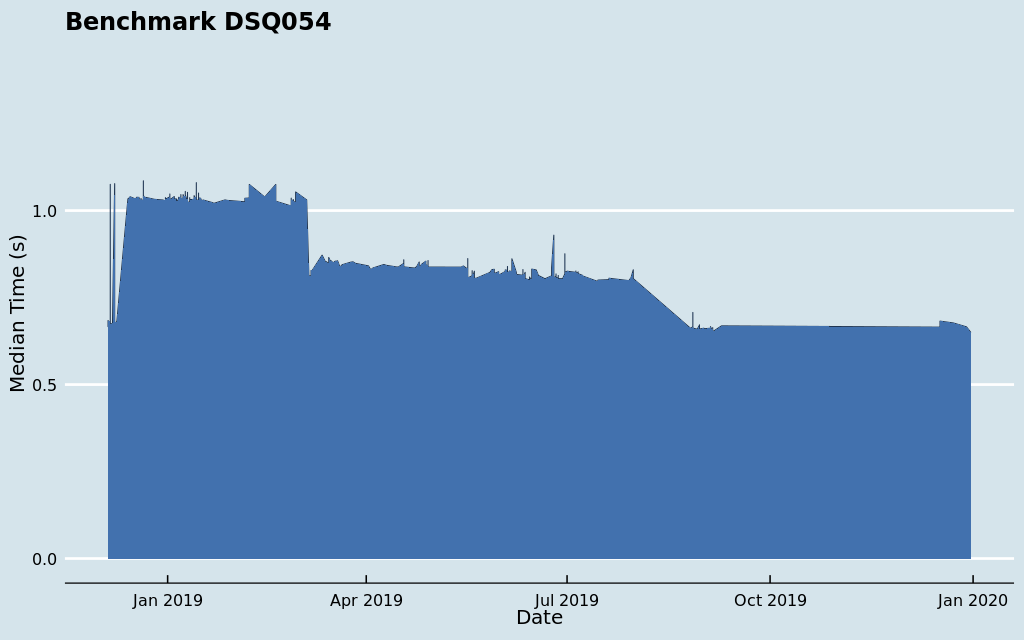 Benchmark DSQ054
Median Time (s)
1.0
0.5
0.0
Jan 2019
Apr 2019
Jul 2019
Oct 2019
Jan 2020
Date